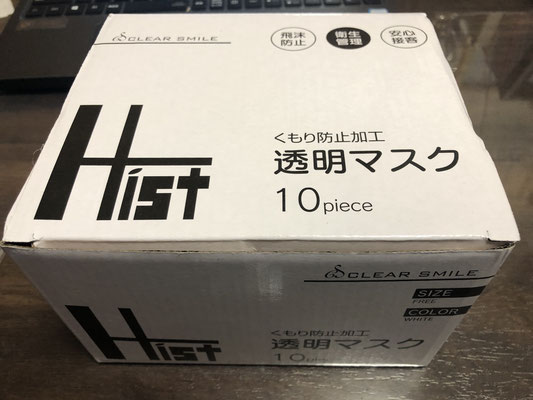 CLEAR SMILE
飛沫
防止
衛生
管理
安心
接客
Hist
くもり防止加工
透明マスク
10piece
CLEAR SMILE
SIZE
FREE
COLOR
WHITE
Hist
くもり防止加工
透明マスク
10piece